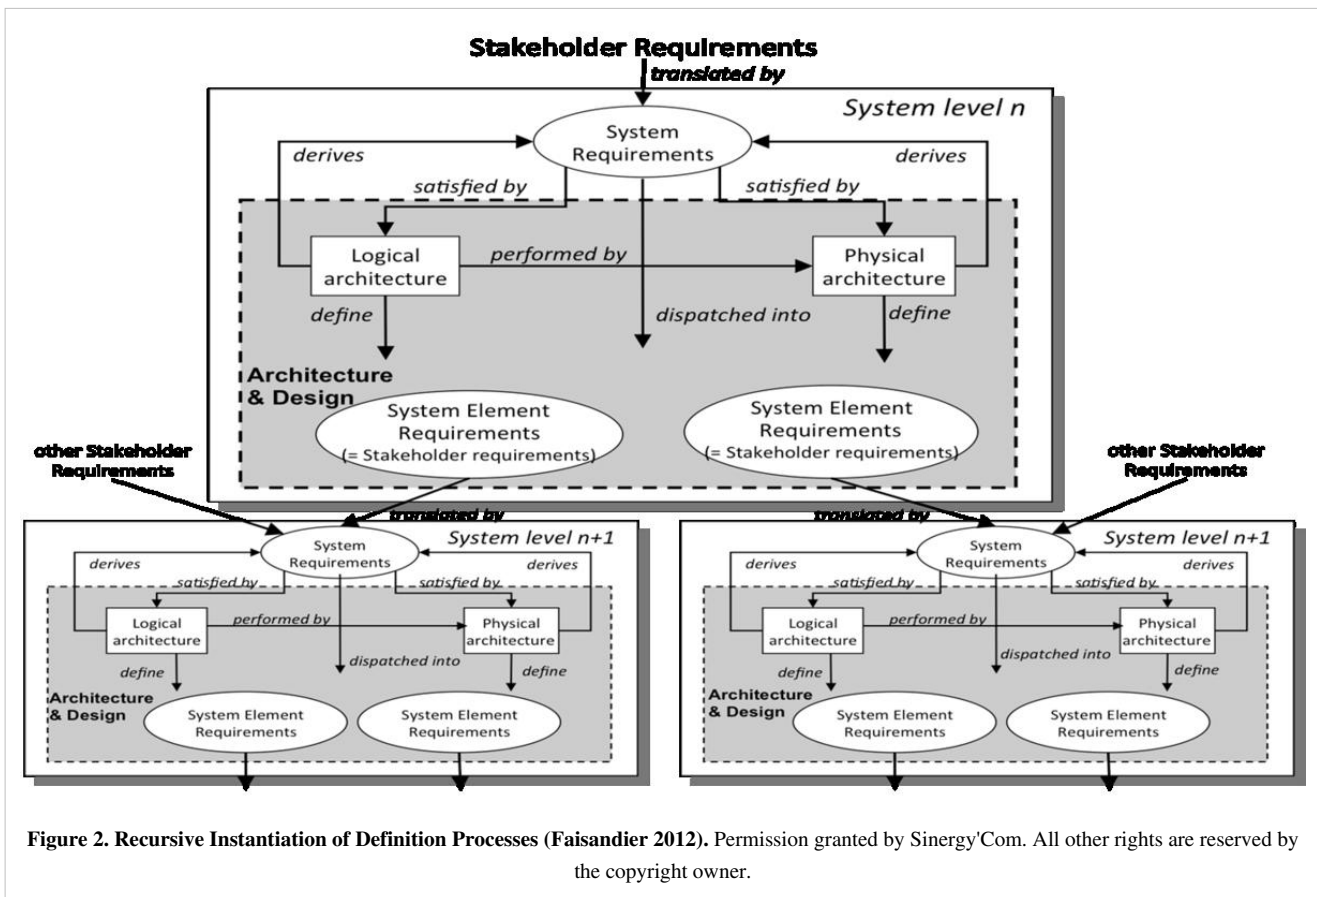 Stakeholder Requirements
translated by
System level n
System
Requirements
derives
derives
satisfied by
satisfied by
Logical
architecture
performed by
Physical
architecture
define
dispatched into
define
Architecture
& Design
System Element
Requirements
(= Stakeholder requirements)
System Element
Requirements
(= Stakeholder requirements)
other Stakeholder
Requirements
other Stakeholder
Requirements
translated by
translated by
System level n+1
System
Requirements
derives
derives
satisfied by
satisfied by
Logical
architecture
performed by
Physical
architecture
define
dispatched into
define
Architecture
& Design
System Element
Requirements
System Element
Requirements
System level n+1
System
Requirements
derives
derives
satisfied by
satisfied by
Logical
architecture
performed by
Physical
architecture
define
dispatched into
define
Architecture
& Design
System Element
Requirements
System Element
Requirements
Figure 2. Recursive Instantiation of Definition Processes (Faisandier 2012). Permission granted by Sinergy'Com. All other rights are reserved by
the copyright owner.